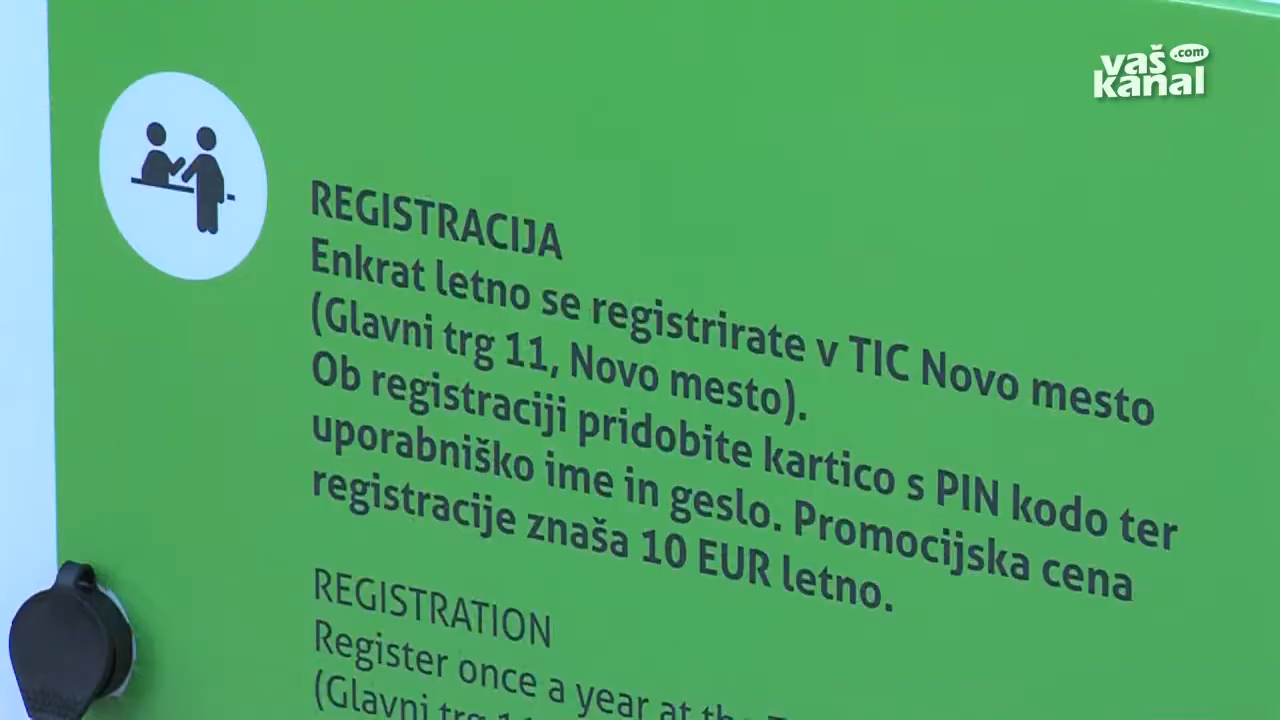 vaš .com
kanal
REGISTRACIJA
Enkrat letno se registrirate v TIC Novo mesto
(Glavni trg 11, Novo mesto).
Ob registraciji pridobite kartico s PIN kodo ter
uporabniško ime in geslo. Promocijska cena
registracije znaša 10 EUR letno.
REGISTRATION
Register once a year at the
(Glavni trg